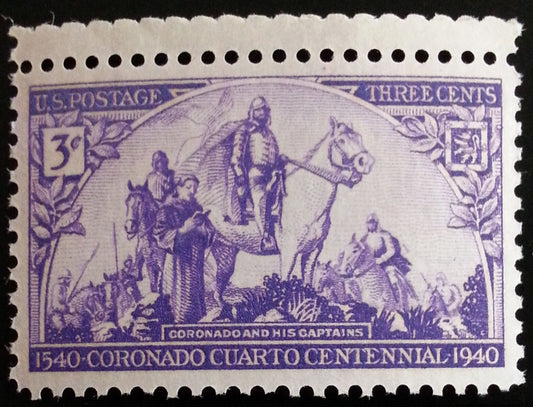 U.S. POSTAGE THREE CENTS
3¢
CORONADO AND HIS CAPTAINS
1540·CORONADO CUARTO CENTENNIAL·1940